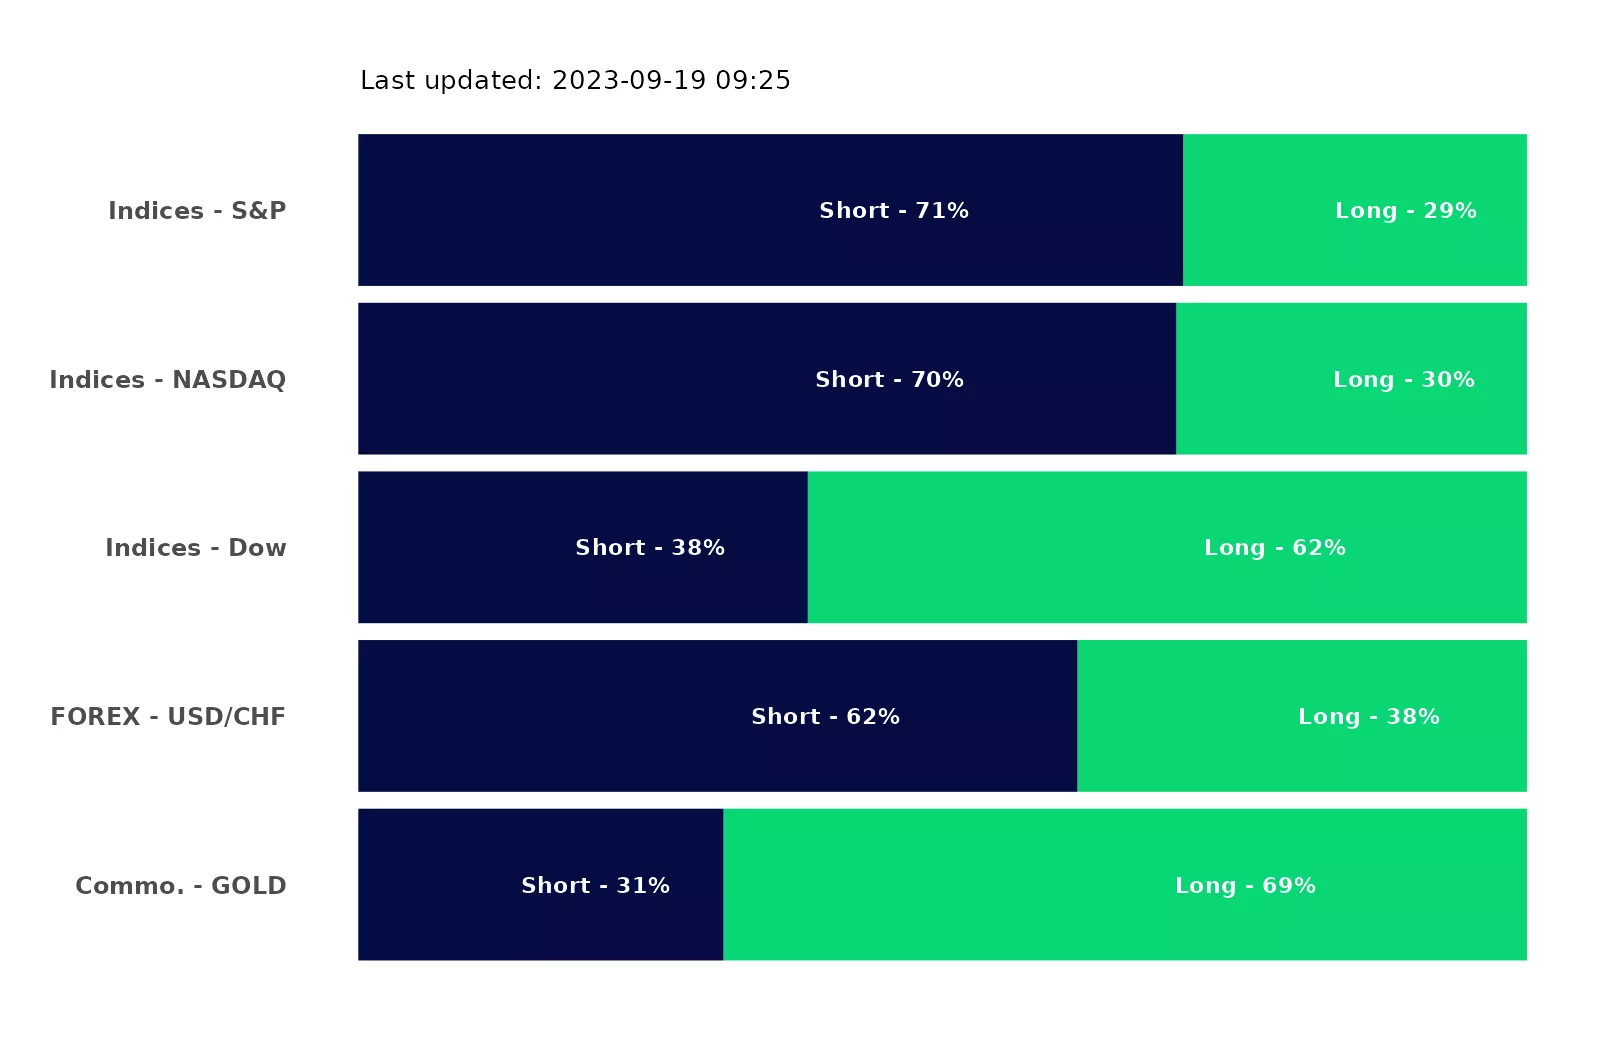 Last updated: 2023-09-19 09:25
Indices - S&P Short - 71% Long - 29%
Indices - NASDAQ Short - 70% Long - 30%
Indices - Dow Short - 38% Long - 62%
FOREX - USD/CHF Short - 62% Long - 38%
Commo. - GOLD Short - 31% Long - 69%